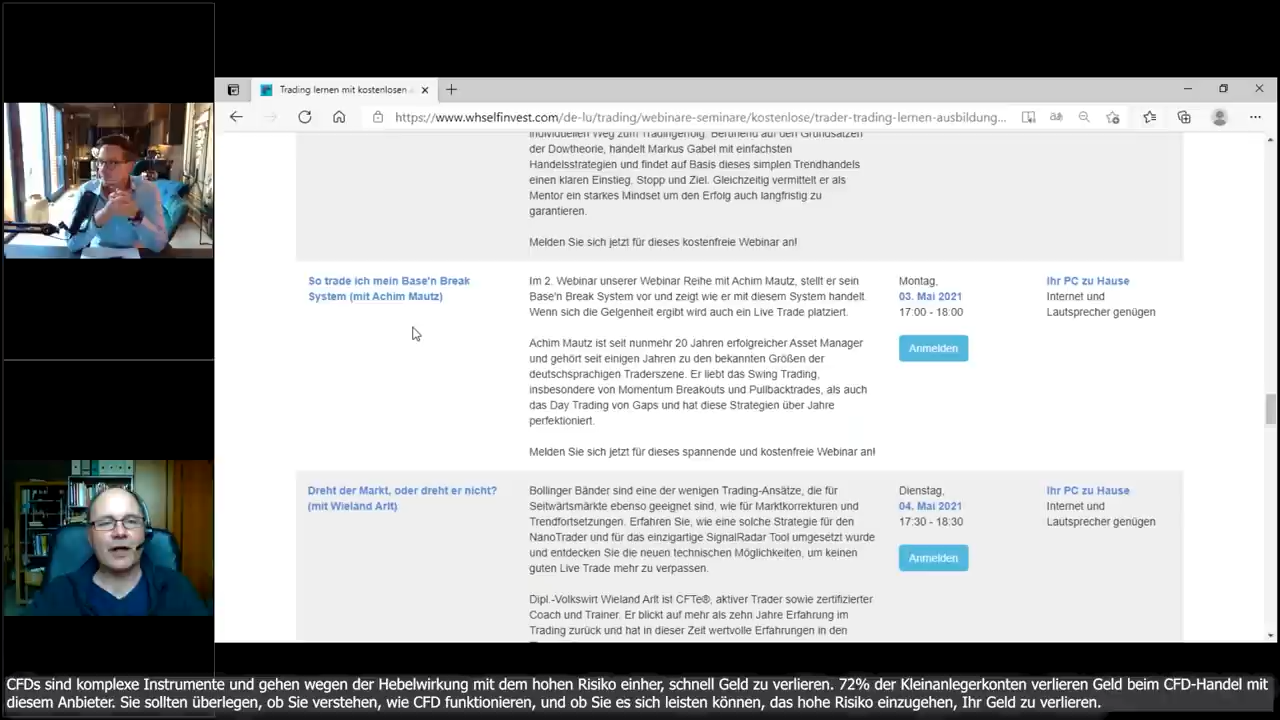 Trading lernen mit kostenlosen
https://www.whselfinvest.com/de-lu/trading/webinare-seminare/kostenlose/trader-trading-lernen-ausbildung...
individuellen Weg zum Tradingerfolg. Beruhend auf den Grundsätzen
der Dowtheorie, handelt Markus Gabel mit einfachsten
Handelsstrategien und findet auf Basis dieses simplen Trendhandels
einen klaren Einstieg, Stopp und Ziel. Gleichzeitig vermittelt er als
Mentor ein starkes Mindset um den Erfolg auch langfristig zu
garantieren.
Melden Sie sich jetzt für dieses kostenfreie Webinar an!
So trade ich mein Base'n Break
System (mit Achim Mautz)
Im 2. Webinar unserer Webinar Reihe mit Achim Mautz, stellt er sein
Base'n Break System vor und zeigt wie er mit diesem System handelt.
Wenn sich die Gelgenheit ergibt wird auch ein Live Trade platziert.
Achim Mautz ist seit nunmehr 20 Jahren erfolgreicher Asset Manager
und gehört seit einigen Jahren zu den bekannten Größen der
deutschsprachigen Traderszene. Er liebt das Swing Trading,
insbesondere von Momentum Breakouts und Pullbacktrades, als auch
das Day Trading von Gaps und hat diese Strategien über Jahre
perfektioniert.
Melden Sie sich jetzt für dieses spannende und kostenfreie Webinar an!
Montag,
03. Mai 2021
17:00 - 18:00
Anmelden
Ihr PC zu Hause
Internet und
Lautsprecher genügen
Dreht der Markt, oder dreht er nicht?
(mit Wieland Arlt)
Bollinger Bänder sind eine der wenigen Trading-Ansätze, die für
Seitwärtsmärkte ebenso geeignet sind, wie für Marktkorrekturen und
Trendfortsetzungen. Erfahren Sie, wie eine solche Strategie für den
NanoTrader und für das einzigartige SignalRadar Tool umgesetzt wurde
und entdecken Sie die neuen technischen Möglichkeiten, um keinen
guten Live Trade mehr zu verpassen.
Dipl.-Volkswirt Wieland Arlt ist CFTe®, aktiver Trader sowie zertifizierter
Coach und Trainer. Er blickt auf mehr als zehn Jahre Erfahrung im
Trading zurück und hat in dieser Zeit wertvolle Erfahrungen in den
Dienstag,
04. Mai 2021
17:30 - 18:30
Anmelden
Ihr PC zu Hause
Internet und
Lautsprecher genügen
CFDs sind komplexe Instrumente und gehen wegen der Hebelwirkung mit dem hohen Risiko einher, schnell Geld zu verlieren. 72% der Kleinanlegerkonten verlieren Geld beim CFD-Handel mit
diesem Anbieter. Sie sollten überlegen, ob Sie verstehen, wie CFD funktionieren, und ob Sie es sich leisten können, das hohe Risiko einzugehen, Ihr Geld zu verlieren.